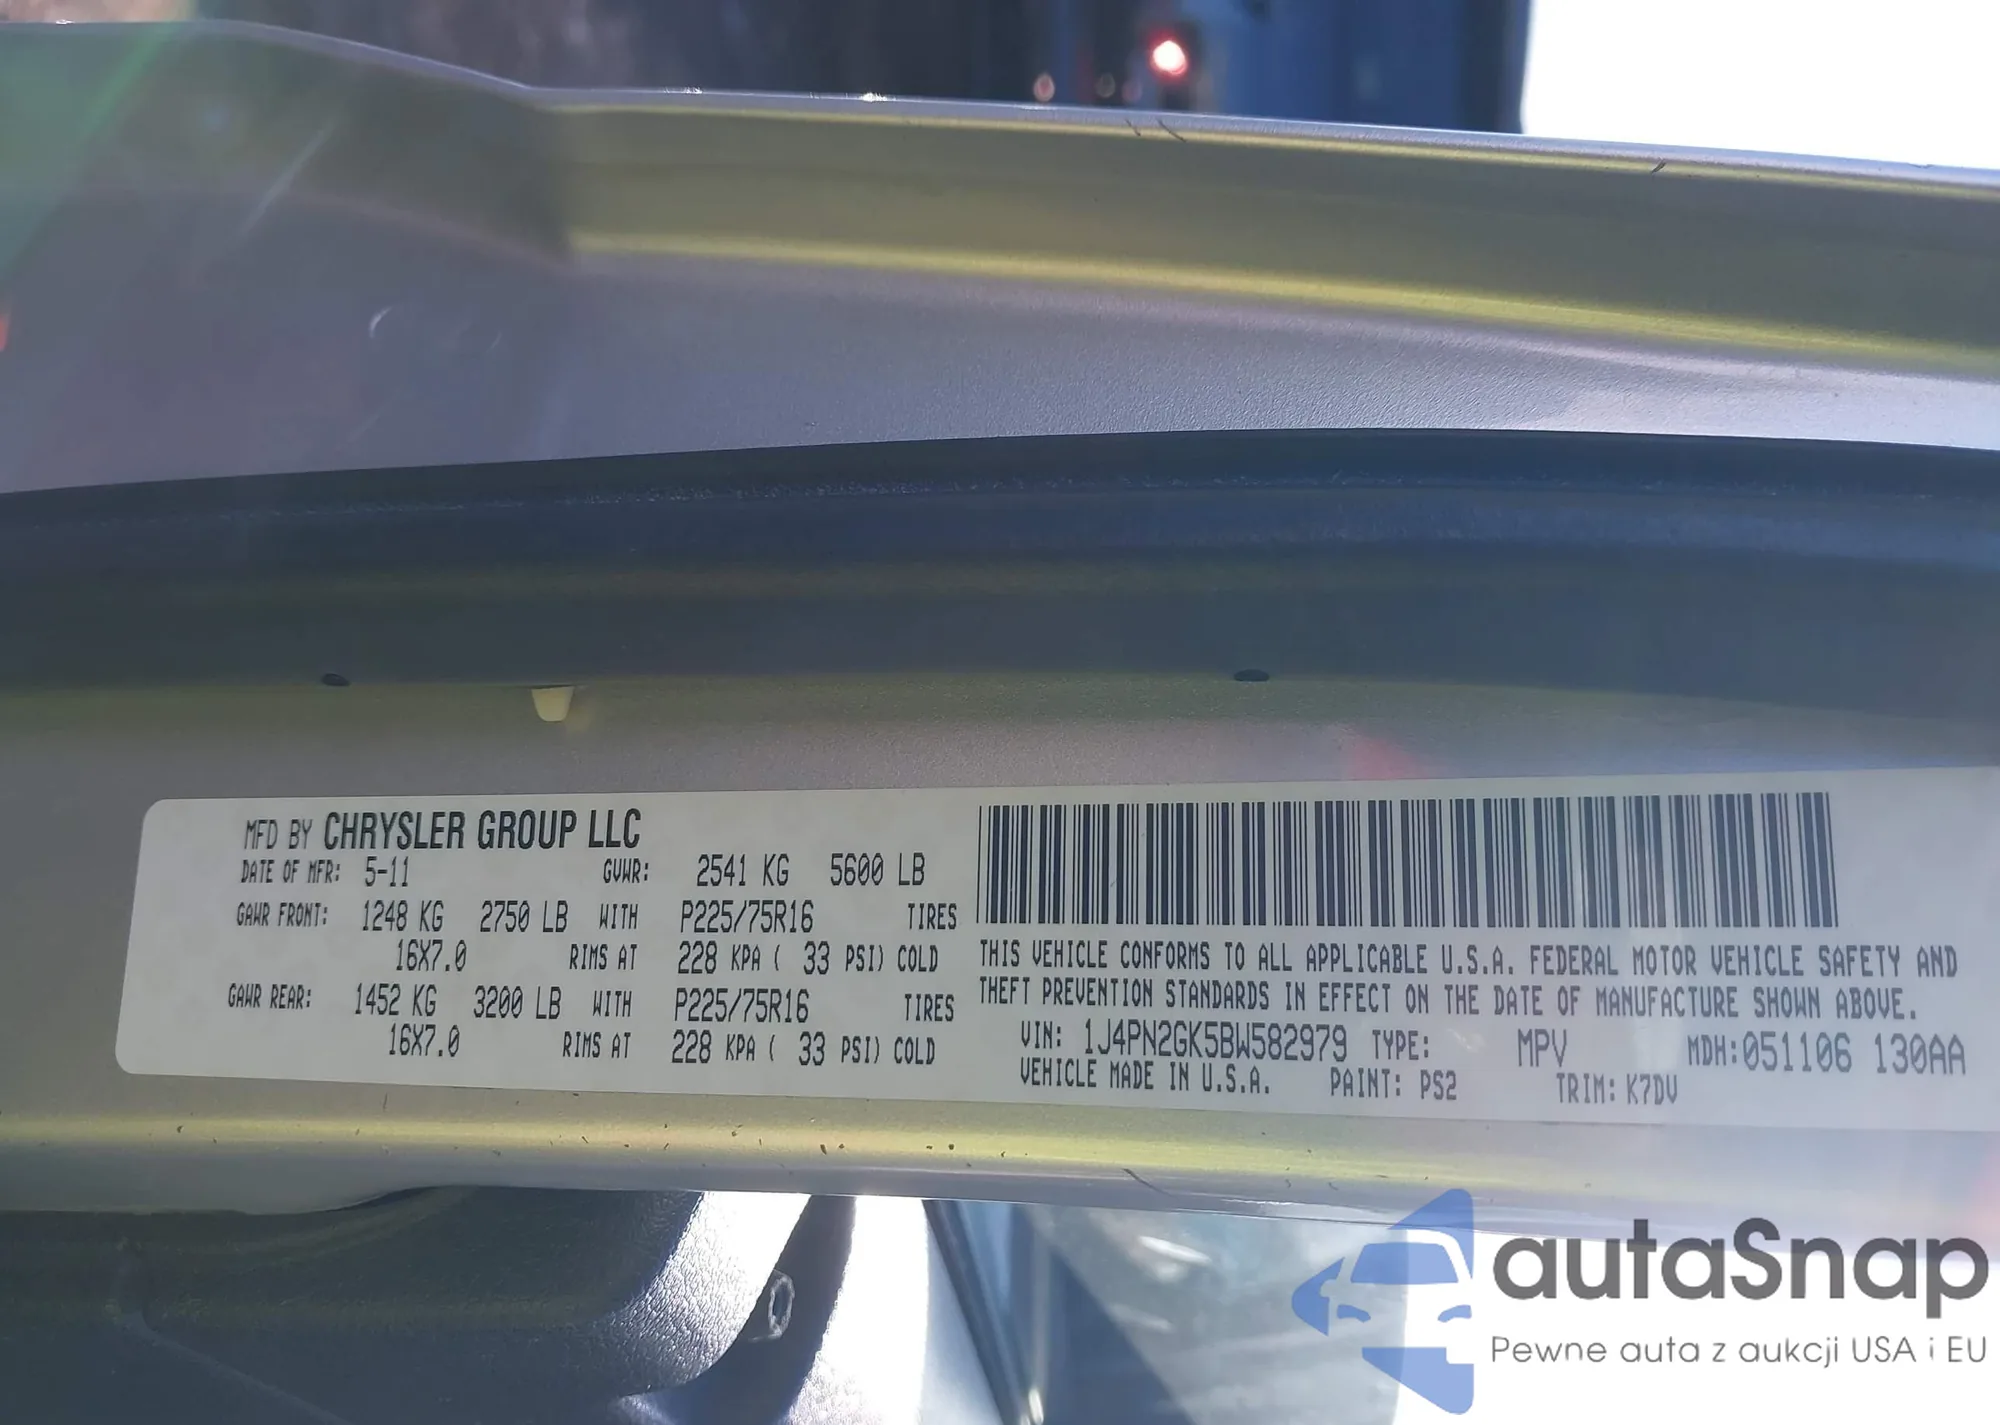 MFD BY CHRYSLER GROUP LLC
DATE OF MFR: 5-11 GVWR: 2541 KG 5600 LB
GAWR FRONT: 1248 KG 2750 LB WITH P225/75R16 TIRES
16X7.0 RIMS AT 228 KPA ( 33 PSI) COLD
GAWR REAR: 1452 KG 3200 LB WITH P225/75R16 TIRES
16X7.0 RIMS AT 228 KPA ( 33 PSI) COLD
THIS VEHICLE CONFORMS TO ALL APPLICABLE U.S.A. FEDERAL MOTOR VEHICLE SAFETY AND
THEFT PREVENTION STANDARDS IN EFFECT ON THE DATE OF MANUFACTURE SHOWN ABOVE.
VIN: 1J4PN2GK5BW582979 TYPE: MPV MDH:051106 130AA
VEHICLE MADE IN U.S.A. PAINT: PS2 TRIM: K7DV
autaSnap
Pewne auta z aukcji USA i EU